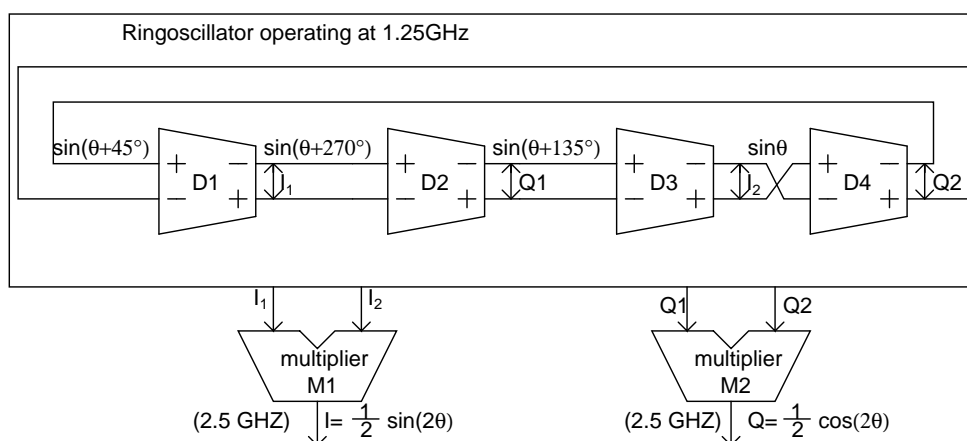 Ringoscillator operating at 1.25GHz
sin(θ+45°) sin(θ+270°) sin(θ+135°) sinθ
+ − + − + − + −
D1 I₁ D2 Q1 D3 I₂ D4 Q2
− + − + − + − +
I₁ I₂ Q1 Q2
multiplier multiplier
M1 M2
(2.5 GHZ) I= 1/2 sin(2θ) (2.5 GHZ) Q= 1/2 cos(2θ)